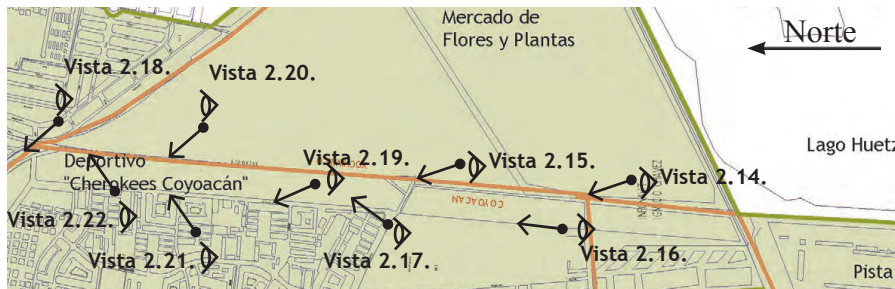 Mercado de
Flores y Plantas
Norte
Vista 2.18.
Vista 2.20.
Lago Huetz
Deportivo
"Cherokees Coyoacán"
Vista 2.19.
Vista 2.15.
Vista 2.14.
COYOACAN
Vista 2.22.
Vista 2.21.
Vista 2.17.
Vista 2.16.
Pista